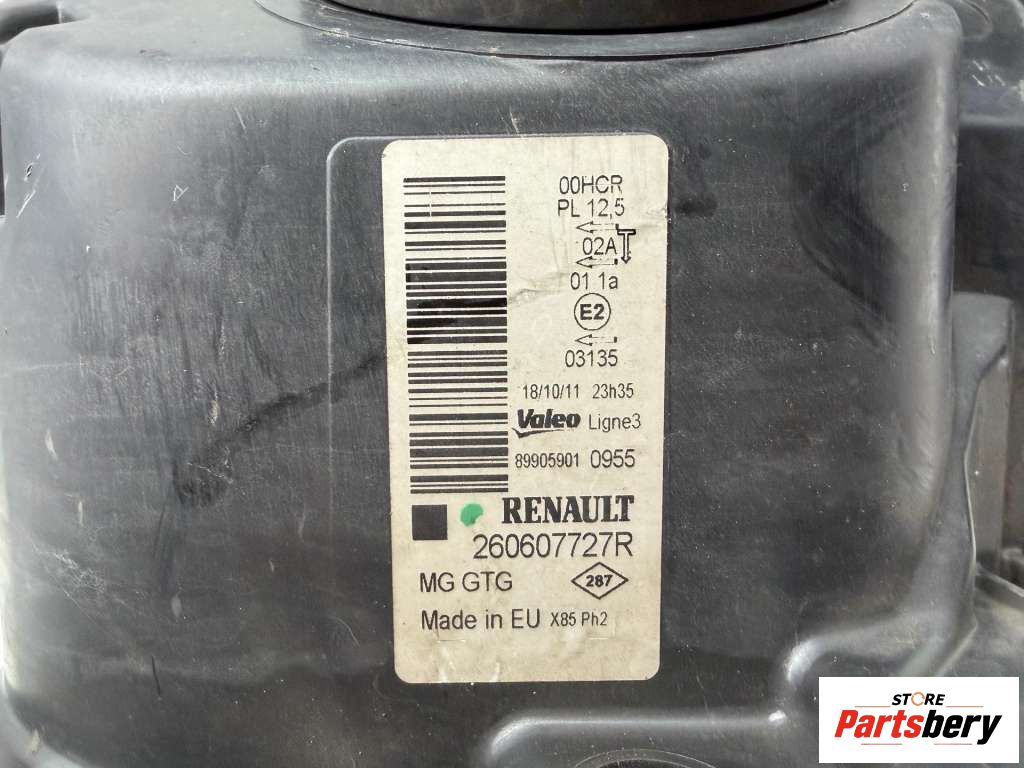 00HCR
PL 12,5
02A
01 1a
E2
03135
18/10/11 23h35
Valeo Ligne3
89905901 0955
RENAULT
260607727R
MG GTG 287
Made in EU X85 Ph2
STORE
Partsbery